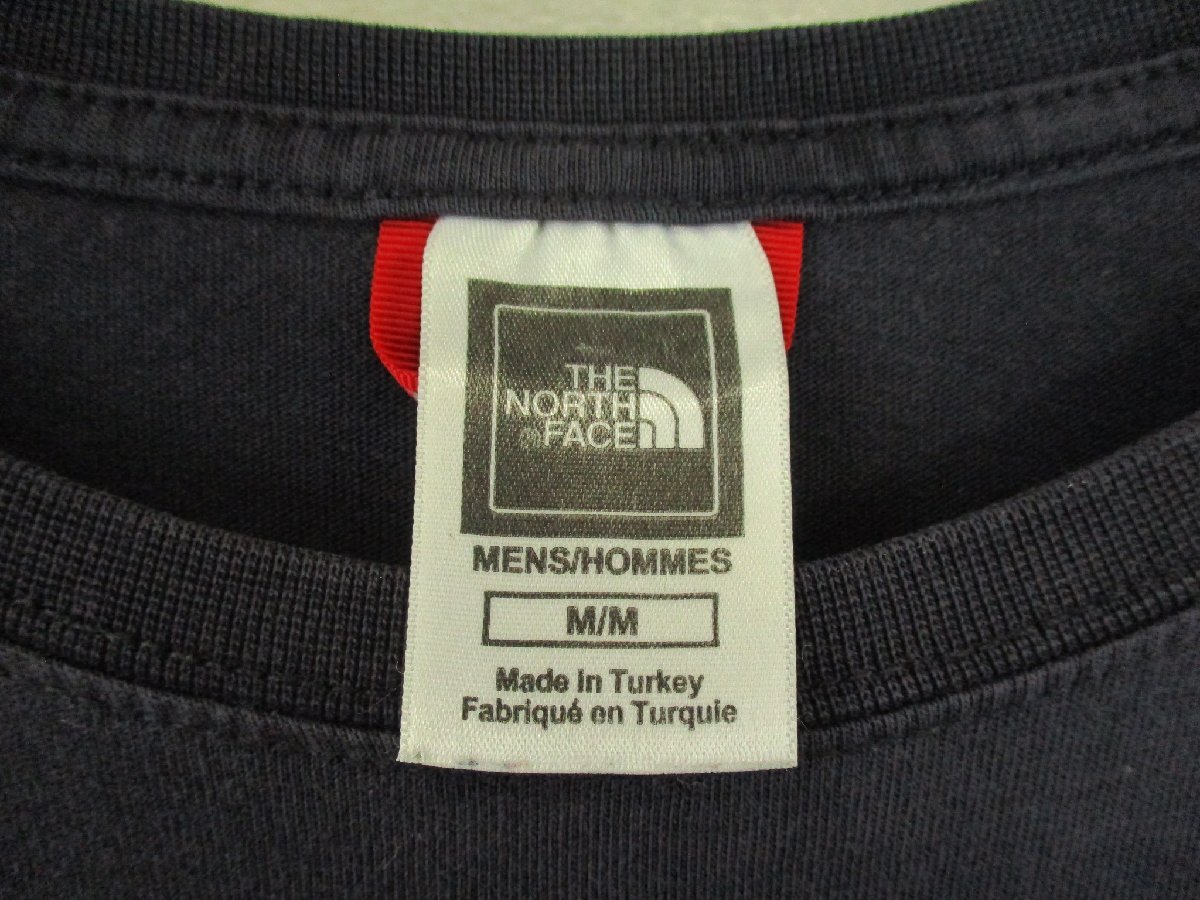 THE
NORTH
FACE
MENS/HOMMES
M/M
Made In Turkey
Fabriqué en Turquie